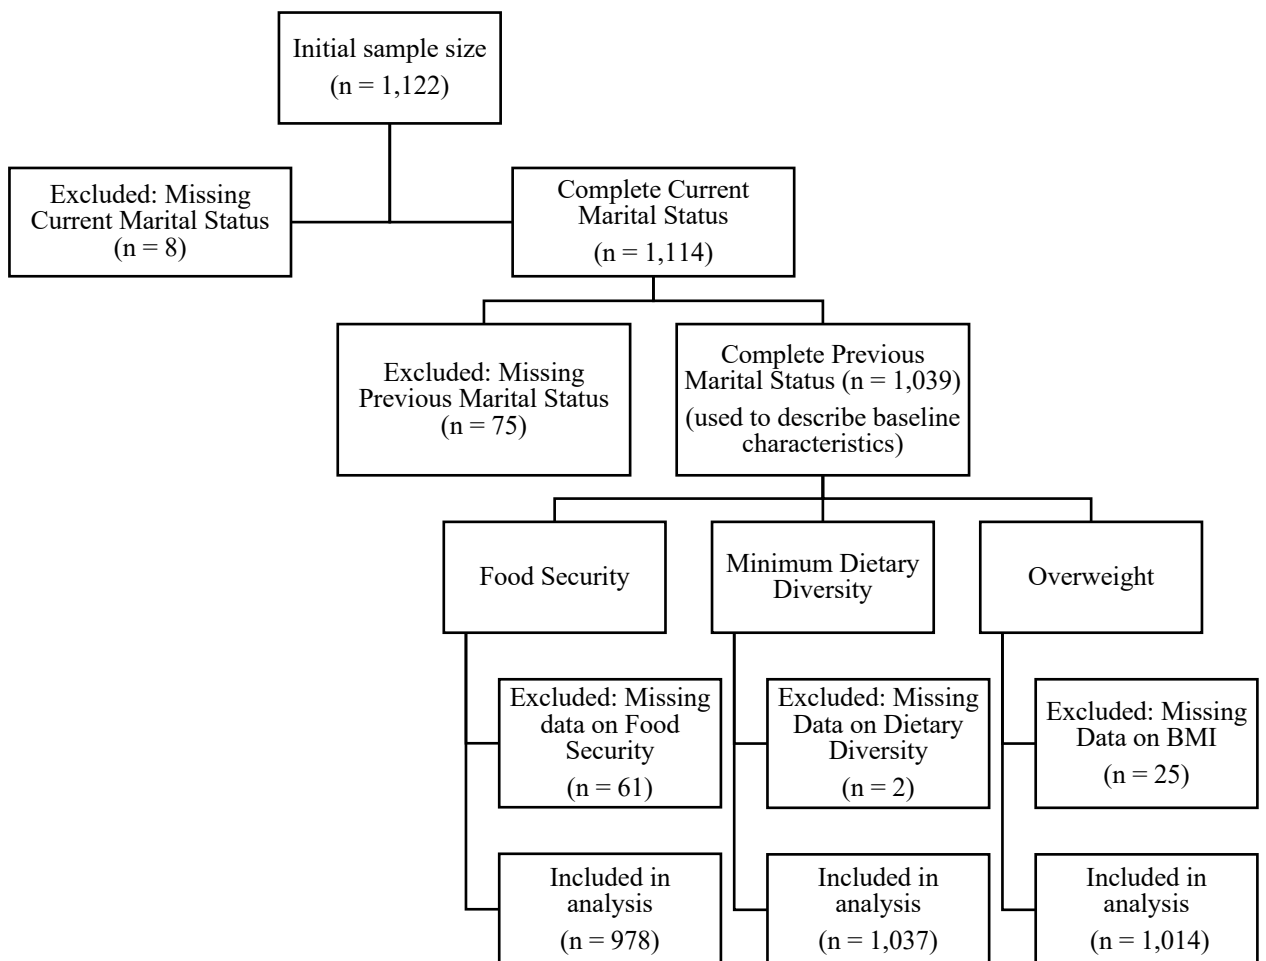 Initial sample size
(n = 1,122)
Excluded: Missing
Current Marital Status
(n = 8)
Complete Current
Marital Status
(n = 1,114)
Excluded: Missing
Previous Marital Status
(n = 75)
Complete Previous
Marital Status (n = 1,039)
(used to describe baseline
characteristics)
Food Security
Minimum Dietary
Diversity
Overweight
Excluded: Missing
data on Food
Security
(n = 61)
Excluded: Missing
Data on Dietary
Diversity
(n = 2)
Excluded: Missing
Data on BMI
(n = 25)
Included in
analysis
(n = 978)
Included in
analysis
(n = 1,037)
Included in
analysis
(n = 1,014)